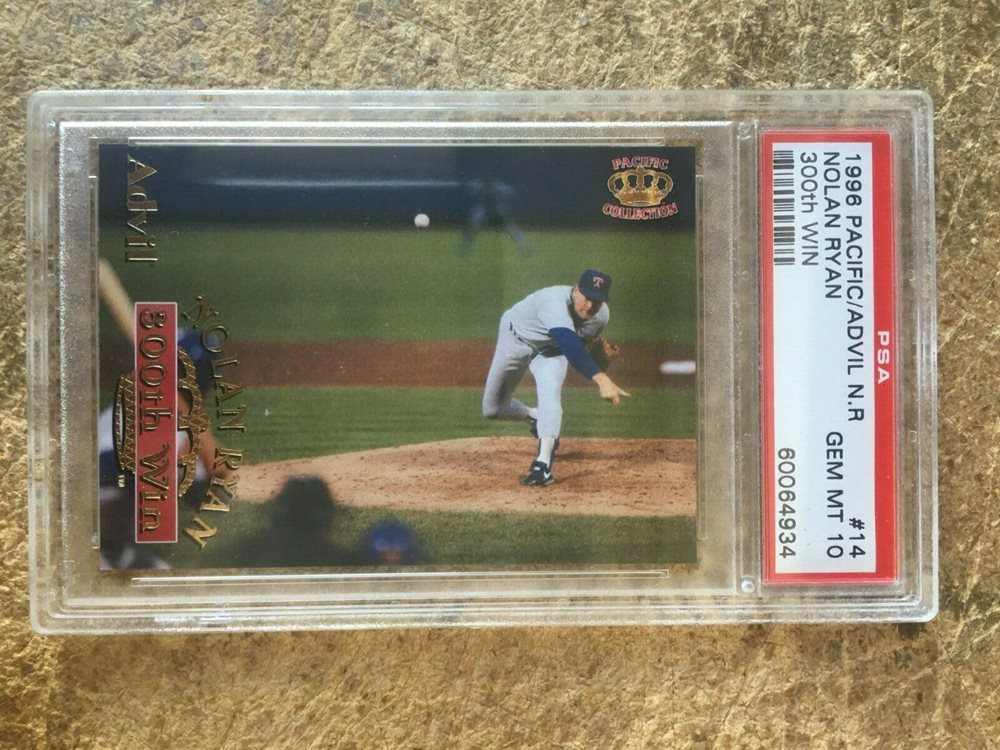 PSA
1996 PACIFIC/ADVIL N.R #14
NOLAN RYAN GEM MT 10
300th WIN 60064934
PACIFIC
COLLECTION
Advil
NOLAN RYAN
300th Win
TM
T